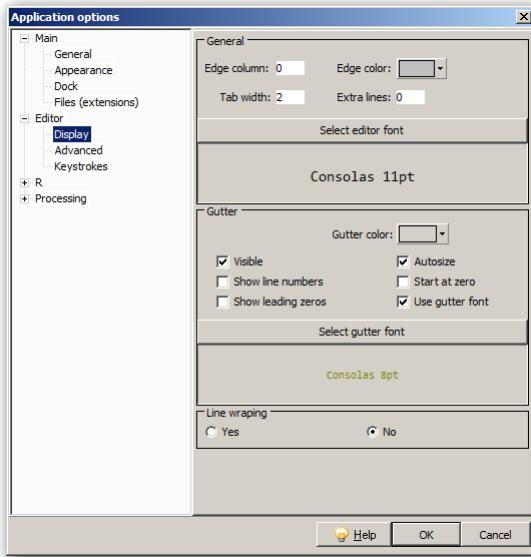 Application options
Main
General
Appearance
Dock
Files (extensions)
Editor
Display
Advanced
Keystrokes
R
Processing
General
Edge column: 0 Edge color:
Tab width: 2 Extra lines: 0
Select editor font
Consolas 11pt
Gutter
Gutter color:
Visible Autosize
Show line numbers Start at zero
Show leading zeros Use gutter font
Select gutter font
Consolas 8pt
Line wraping
Yes No
Help OK Cancel